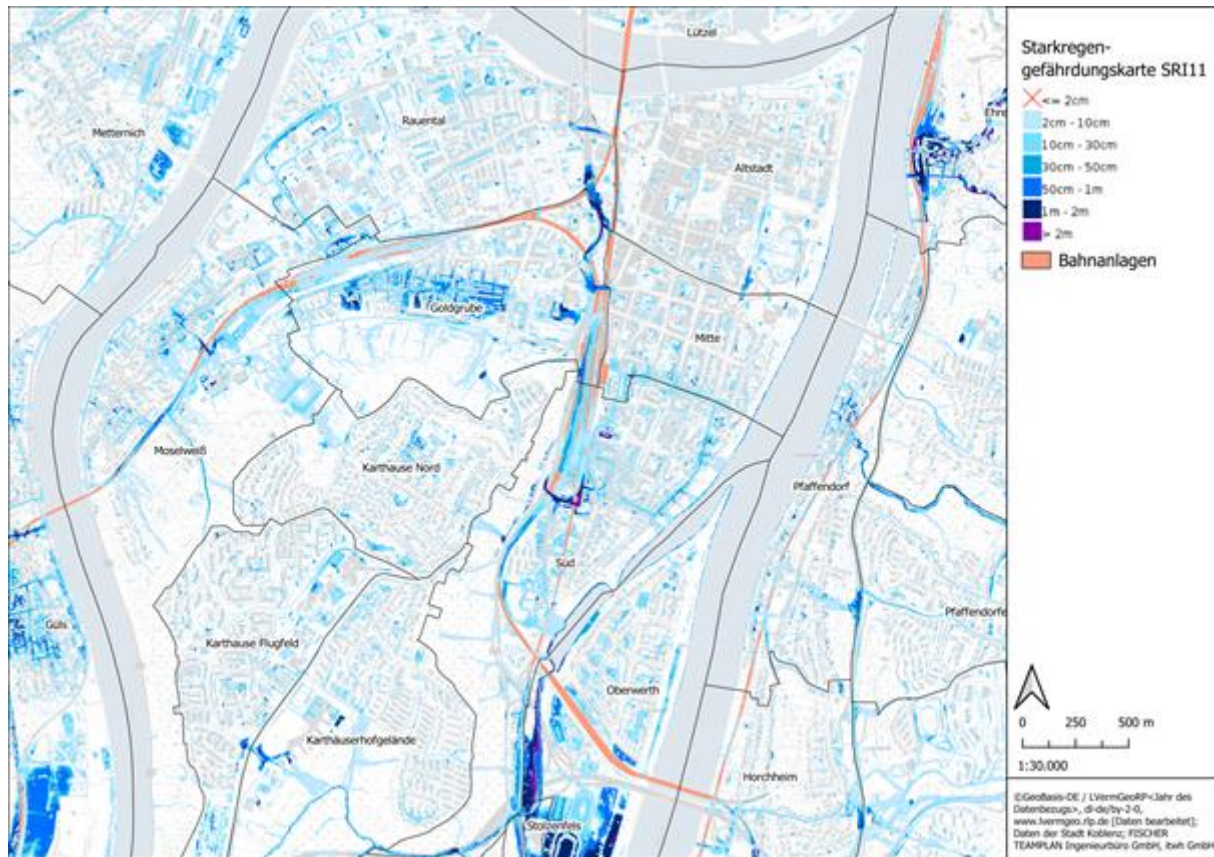 Lützel
Metternich
Rauental
Altstadt
Ehre
Goldgrube
Mitte
Moselweiß
Karthause Nord
Pfaffendorf
Süd
Güls
Karthause Flugfeld
Pfaffendorfe
Oberwerth
Karthäuserhofgelände
Horchheim
Stolzenfels
Starkregen-
gefährdungskarte SRI11
<= 2cm
2cm - 10cm
10cm - 30cm
30cm - 50cm
50cm - 1m
1m - 2m
> 2m
Bahnanlagen
0 250 500 m
1:30.000
©GeoBasis-DE / LVermGeoRP<Jahr des
Datenbezugs>, dl-de/by-2-0,
www.lvermgeo.rlp.de [Daten bearbeitet];
Daten der Stadt Koblenz; FISCHER
TEAMPLAN Ingenieurbüro GmbH, itwh GmbH